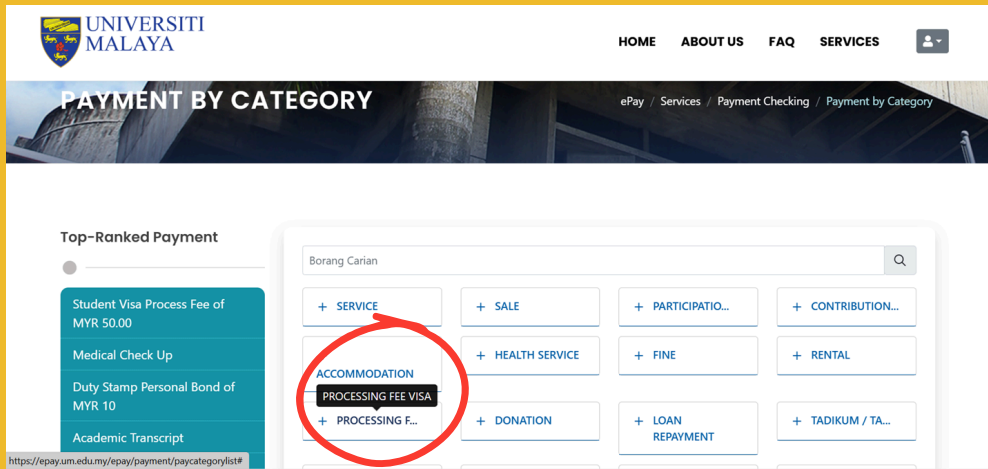 UNIVERSITI
MALAYA
HOME ABOUT US FAQ SERVICES
PAYMENT BY CATEGORY
ePay / Services / Payment Checking / Payment by Category
Top-Ranked Payment
Student Visa Process Fee of
MYR 50.00
Medical Check Up
Duty Stamp Personal Bond of
MYR 10
Academic Transcript
Borang Carian
+ SERVICE
+ SALE
+ PARTICIPATIO...
+ CONTRIBUTION...
ACCOMMODATION
+ HEALTH SERVICE
+ FINE
+ RENTAL
PROCESSING FEE VISA
+ PROCESSING F...
+ DONATION
+ LOAN
REPAYMENT
+ TADIKUM / TA...
https://epay.um.edu.my/epay/payment/paycategorylist#